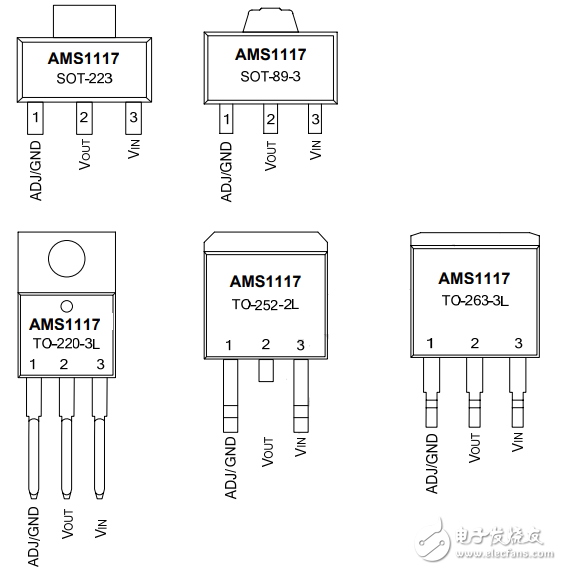 AMS1117
SOT-223
1 2 3
ADJ/GND
VOUT
VIN
AMS1117
SOT-89-3
1 2 3
ADJ/GND
VOUT
VIN
AMS1117
TO-220-3L
1 2 3
ADJ/GND
VOUT
VIN
AMS1117
TO-252-2L
1 2 3
ADJ/GND
VOUT
VIN
AMS1117
TO-263-3L
1 2 3
ADJ/GND
VOUT
VIN
电子发烧友
www.elecfans.com